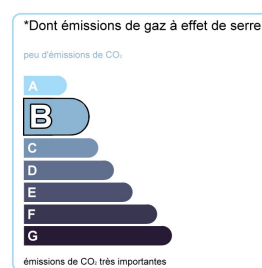 *Dont émissions de gaz à effet de serre
peu d'émissions de CO₂
A
B
C
D
E
F
G
émissions de CO₂ très importantes